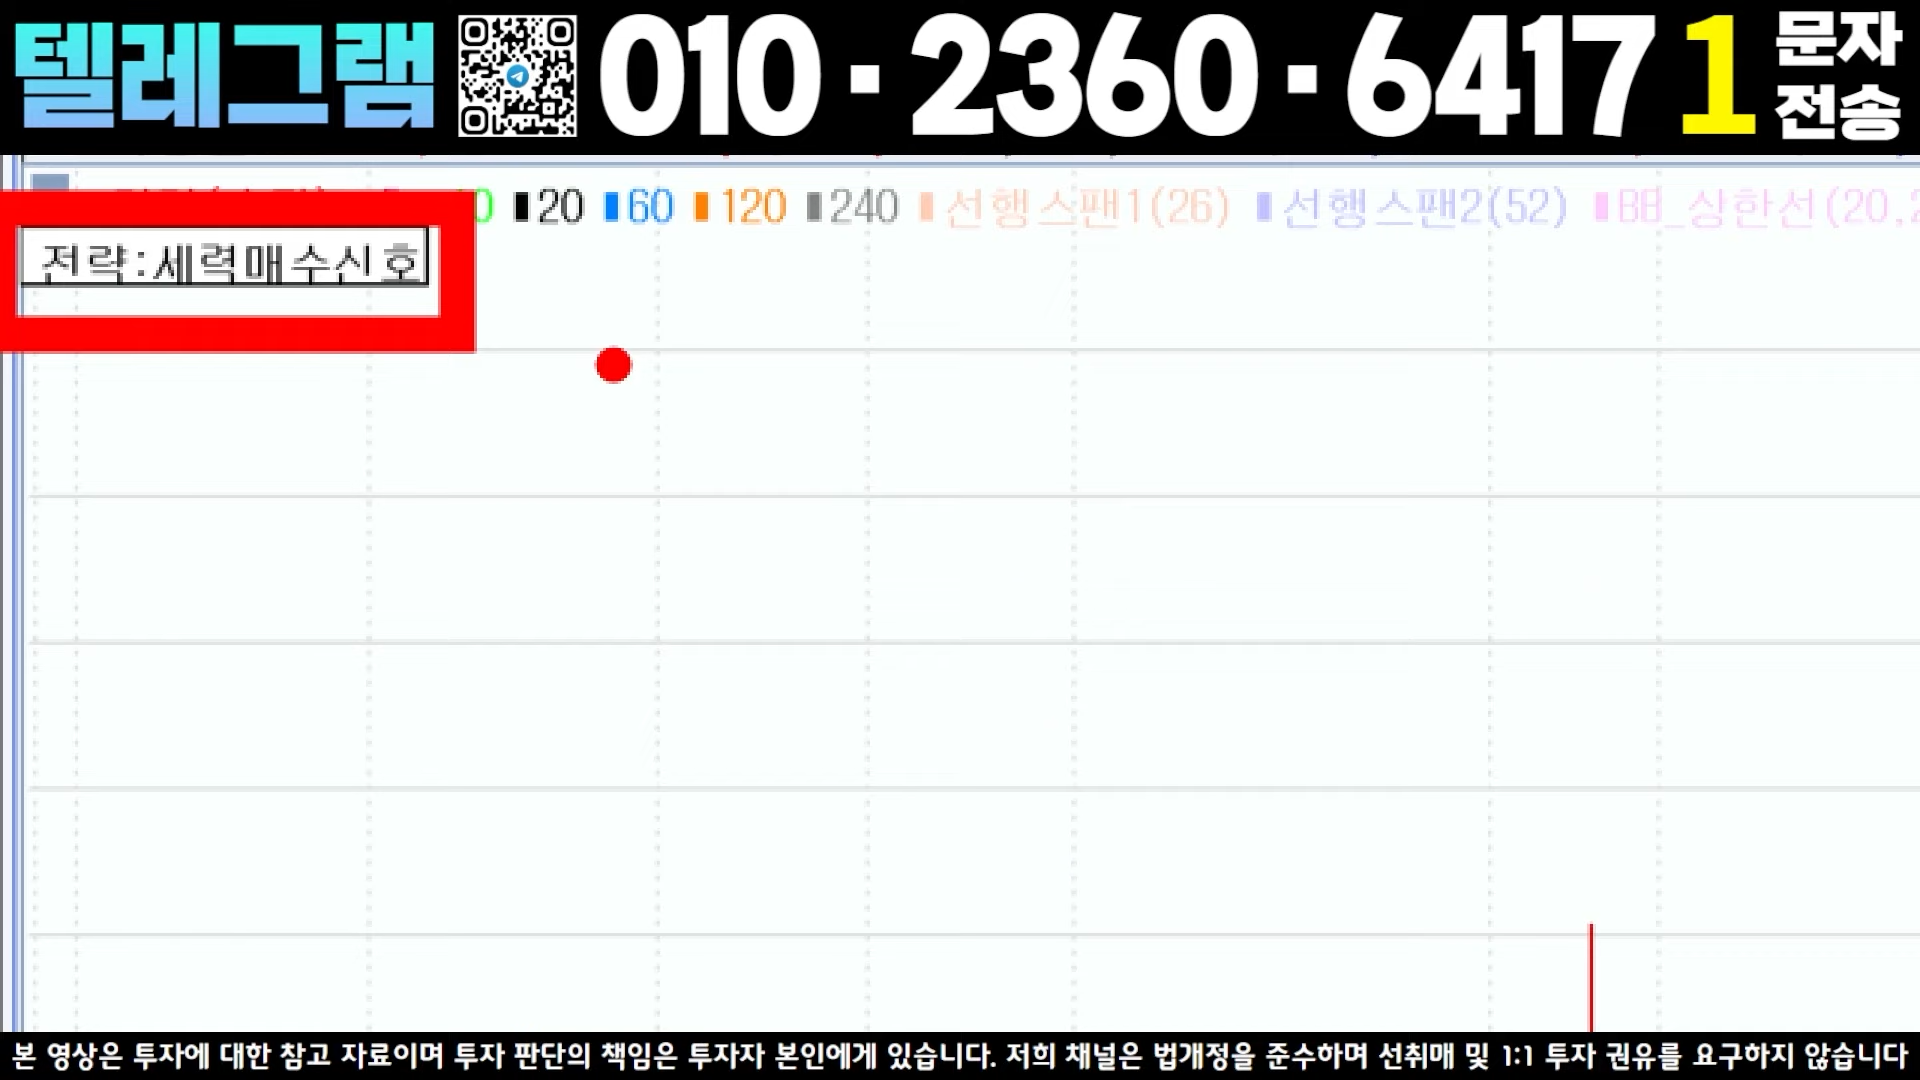 텔레그램 010·2360·6417 1 문자
전송
20 60 120 240 선행스팬1(26) 선행스팬2(52) BB_상한선(20,2
전략:세력매수신호
본 영상은 투자에 대한 참고 자료이며 투자 판단의 책임은 투자자 본인에게 있습니다. 저희 채널은 법개정을 준수하며 선취매 및 1:1 투자 권유를 요구하지 않습니다